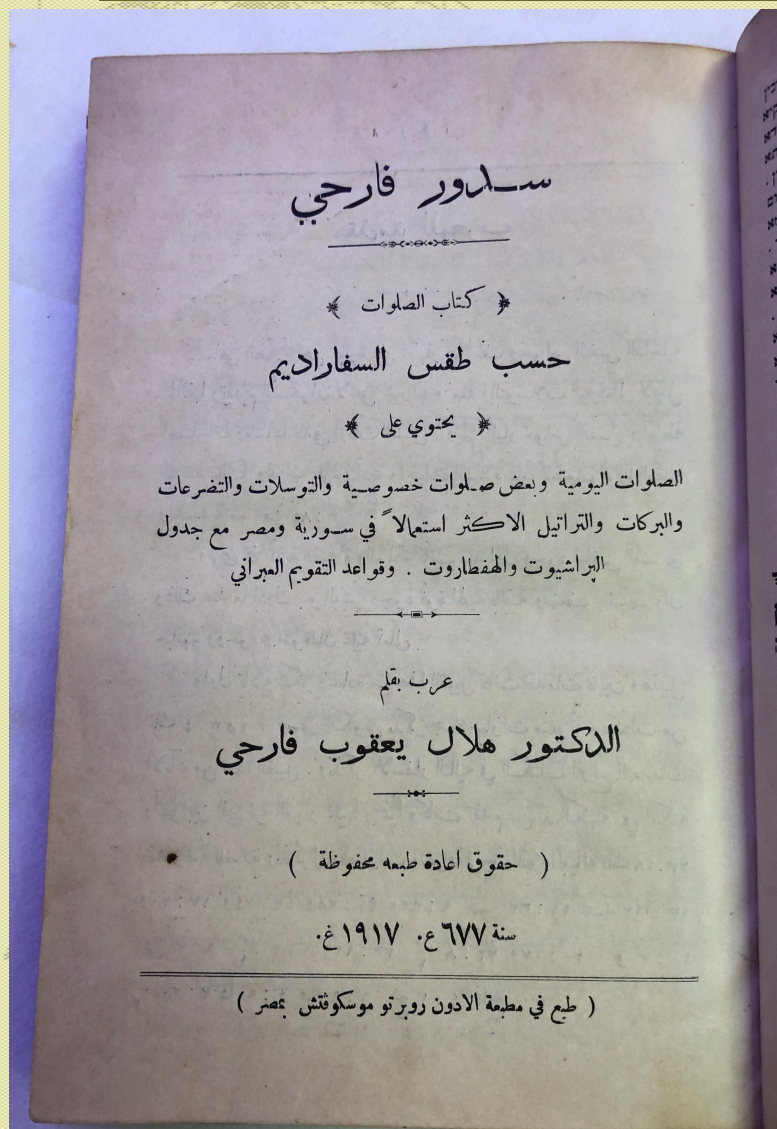 سدور فارحي
﴿ كتاب الصلوات ﴾
حسب طقس السفاراديم
﴿ يحتوي على ﴾
الصلوات اليومية وبعض صلوات خصوصية والتوسلات والتضرعات
والبركات والتراتيل الاكثر استعمالاً في سورية ومصر مع جدول
الپراشيوت والهفطاروت . وقواعد التقويم العبراني
عرب بقلم
الدكتور هلال يعقوب فارحي
( حقوق اعادة طبعه محفوظة )
سنة ٦٧٧ ع. ١٩١٧ غ.
( طبع في مطبعة الادون روبرتو موسكوڤتش بمصر )